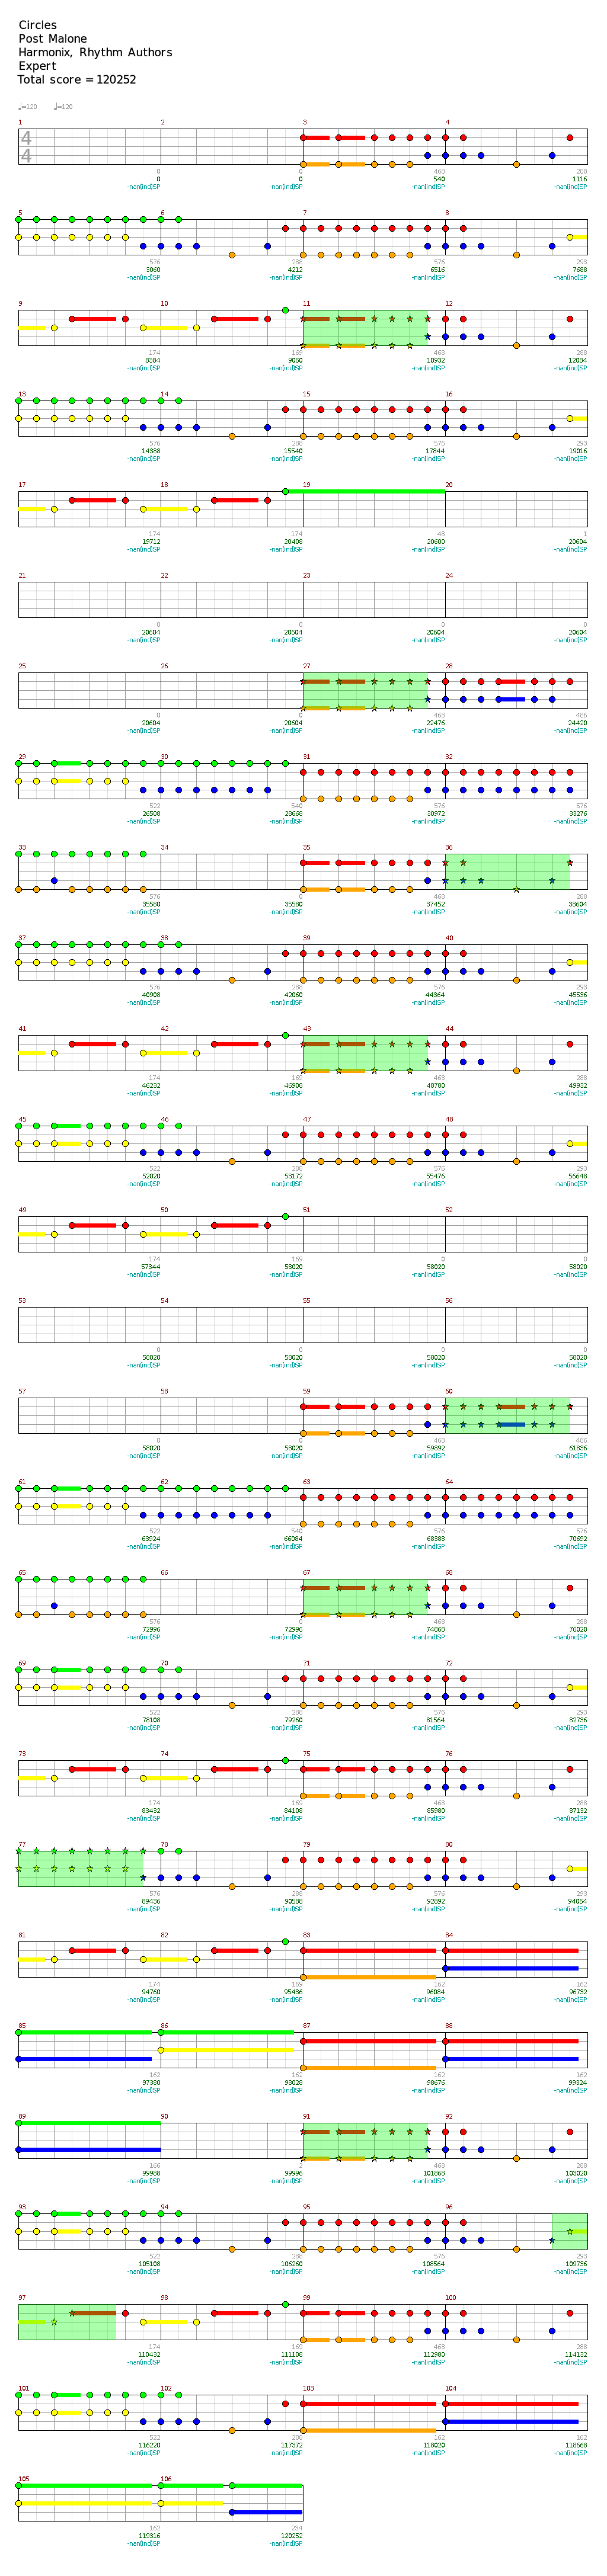 Circles
Post Malone
Harmonix, Rhythm Authors
Expert
Total score = 120252
♩=120 ♩=120
1 2 3 4
4
4
0 0 468 288
0 0 540 1116
-nan(ind)SP -nan(ind)SP -nan(ind)SP -nan(ind)SP
5 6 7 8
576 288 576 293
3060 4212 6516 7688
-nan(ind)SP -nan(ind)SP -nan(ind)SP -nan(ind)SP
9 10 11 12
174 169 468 288
8384 9060 10932 12084
-nan(ind)SP -nan(ind)SP -nan(ind)SP -nan(ind)SP
13 14 15 16
576 288 576 293
14388 15540 17844 19016
-nan(ind)SP -nan(ind)SP -nan(ind)SP -nan(ind)SP
17 18 19 20
174 174 48 1
19712 20408 20600 20604
-nan(ind)SP -nan(ind)SP -nan(ind)SP -nan(ind)SP
21 22 23 24
0 0 0 0
20604 20604 20604 20604
-nan(ind)SP -nan(ind)SP -nan(ind)SP -nan(ind)SP
25 26 27 28
0 0 468 486
20604 20604 22476 24420
-nan(ind)SP -nan(ind)SP -nan(ind)SP -nan(ind)SP
29 30 31 32
522 540 576 576
26508 28668 30972 33276
-nan(ind)SP -nan(ind)SP -nan(ind)SP -nan(ind)SP
33 34 35 36
576 0 468 288
35580 35580 37452 38604
-nan(ind)SP -nan(ind)SP -nan(ind)SP -nan(ind)SP
37 38 39 40
576 288 576 293
40908 42060 44364 45536
-nan(ind)SP -nan(ind)SP -nan(ind)SP -nan(ind)SP
41 42 43 44
174 169 468 288
46232 46908 48780 49932
-nan(ind)SP -nan(ind)SP -nan(ind)SP -nan(ind)SP
45 46 47 48
522 288 576 293
52020 53172 55476 56648
-nan(ind)SP -nan(ind)SP -nan(ind)SP -nan(ind)SP
49 50 51 52
174 169 0 0
57344 58020 58020 58020
-nan(ind)SP -nan(ind)SP -nan(ind)SP -nan(ind)SP
53 54 55 56
0 0 0 0
58020 58020 58020 58020
-nan(ind)SP -nan(ind)SP -nan(ind)SP -nan(ind)SP
57 58 59 60
0 0 468 486
58020 58020 59892 61836
-nan(ind)SP -nan(ind)SP -nan(ind)SP -nan(ind)SP
61 62 63 64
522 540 576 576
63924 66084 68388 70692
-nan(ind)SP -nan(ind)SP -nan(ind)SP -nan(ind)SP
65 66 67 68
576 0 468 288
72996 72996 74868 76020
-nan(ind)SP -nan(ind)SP -nan(ind)SP -nan(ind)SP
69 70 71 72
522 288 576 293
78108 79260 81564 82736
-nan(ind)SP -nan(ind)SP -nan(ind)SP -nan(ind)SP
73 74 75 76
174 169 468 288
83432 84108 85980 87132
-nan(ind)SP -nan(ind)SP -nan(ind)SP -nan(ind)SP
77 78 79 80
576 288 576 293
89436 90588 92892 94064
-nan(ind)SP -nan(ind)SP -nan(ind)SP -nan(ind)SP
81 82 83 84
174 169 162 162
94760 95436 96084 96732
-nan(ind)SP -nan(ind)SP -nan(ind)SP -nan(ind)SP
85 86 87 88
162 162 162 162
97380 98028 98676 99324
-nan(ind)SP -nan(ind)SP -nan(ind)SP -nan(ind)SP
89 90 91 92
166 2 468 288
99988 99996 101868 103020
-nan(ind)SP -nan(ind)SP -nan(ind)SP -nan(ind)SP
93 94 95 96
522 288 576 293
105108 106260 108564 109736
-nan(ind)SP -nan(ind)SP -nan(ind)SP -nan(ind)SP
97 98 99 100
174 169 468 288
110432 111108 112980 114132
-nan(ind)SP -nan(ind)SP -nan(ind)SP -nan(ind)SP
101 102 103 104
522 288 162 162
116220 117372 118020 118668
-nan(ind)SP -nan(ind)SP -nan(ind)SP -nan(ind)SP
105 106
162 234
119316 120252
-nan(ind)SP -nan(ind)SP